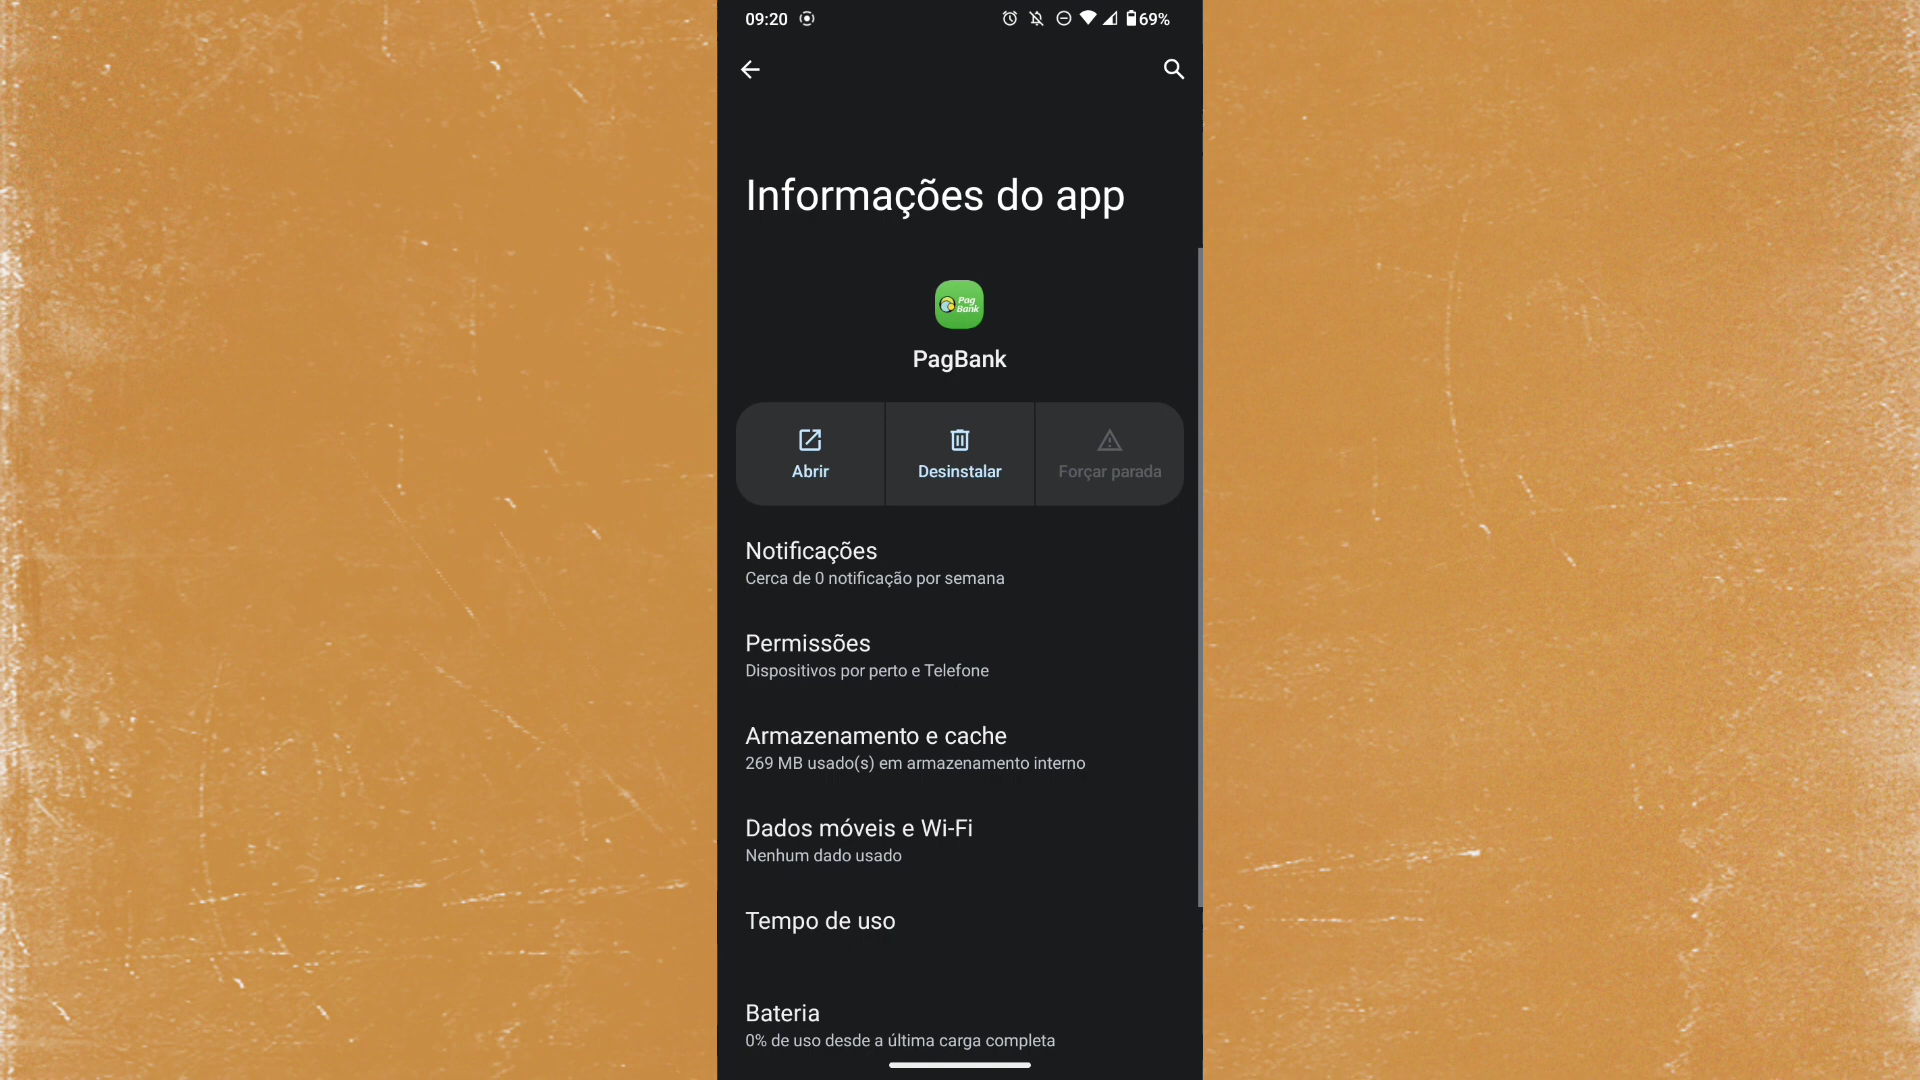 09:20
69%
Informações do app
Pag
Bank
PagBank
Abrir
Desinstalar
Forçar parada
Notificações
Cerca de 0 notificação por semana
Permissões
Dispositivos por perto e Telefone
Armazenamento e cache
269 MB usado(s) em armazenamento interno
Dados móveis e Wi-Fi
Nenhum dado usado
Tempo de uso
Bateria
0% de uso desde a última carga completa